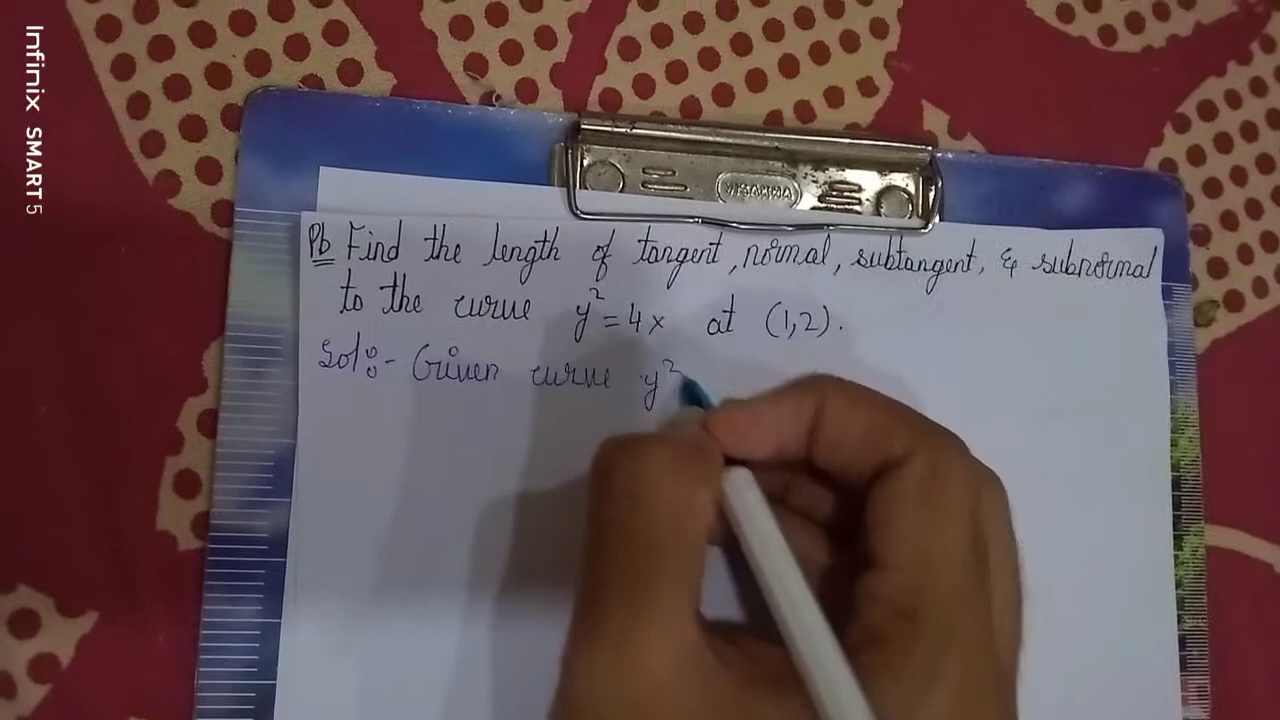 Infinix SMART 5
Pb Find the length of tangent, normal, subtangent, & subnormal
to the curve y² = 4x at (1,2).
Sol:- Given curve y²